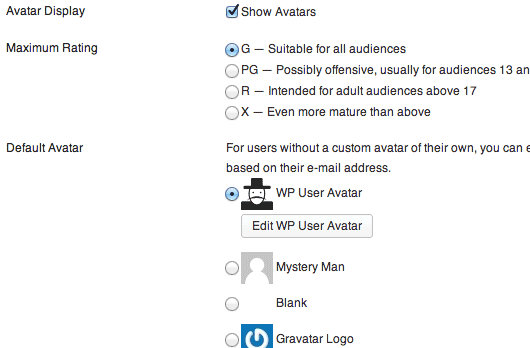 Avatar Display
Show Avatars
Maximum Rating
G — Suitable for all audiences
PG — Possibly offensive, usually for audiences 13 an
R — Intended for adult audiences above 17
X — Even more mature than above
Default Avatar
For users without a custom avatar of their own, you can e
based on their e-mail address.
WP User Avatar
Edit WP User Avatar
Mystery Man
Blank
Gravatar Logo